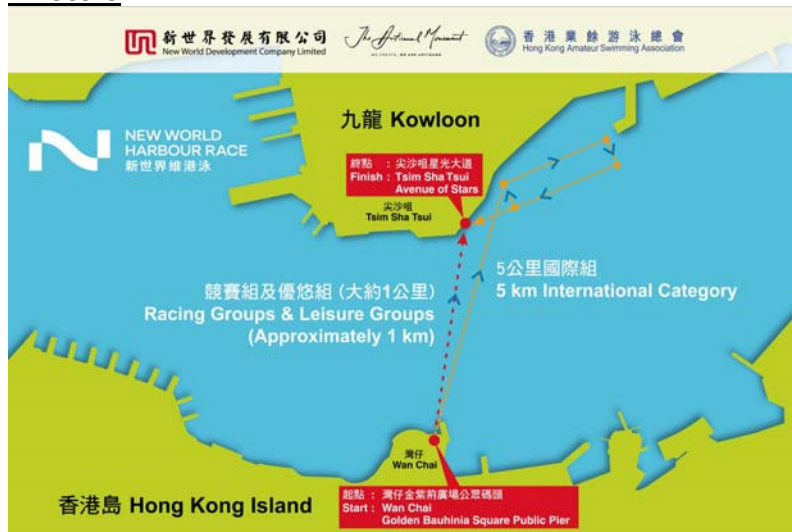 新世界發展有限公司
New World Development Company Limited
The Artisanal Movement
WE CREATE, WE ARE ARTISANS
香港業餘游泳總會
Hong Kong Amateur Swimming Association
NEW WORLD
HARBOUR RACE
新世界維港泳
九龍 Kowloon
終點 : 尖沙咀星光大道
Finish : Tsim Sha Tsui
Avenue of Stars
尖沙咀
Tsim Sha Tsui
競賽組及優悠組 (大約1公里)
Racing Groups & Leisure Groups
(Approximately 1 km)
5公里國際組
5 km International Category
灣仔
Wan Chai
香港島 Hong Kong Island
起點 : 灣仔金紫荊廣場公眾碼頭
Start : Wan Chai
Golden Bauhinia Square Public Pier